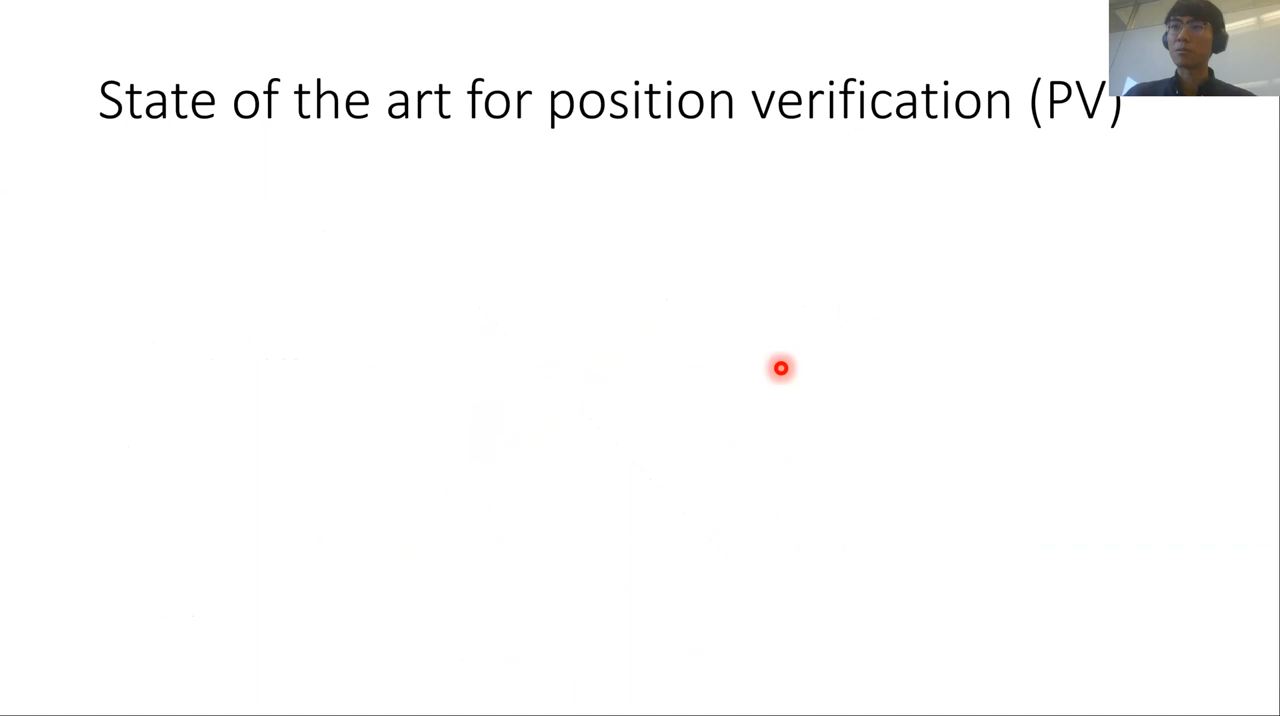 State of the art for position verification (PV)